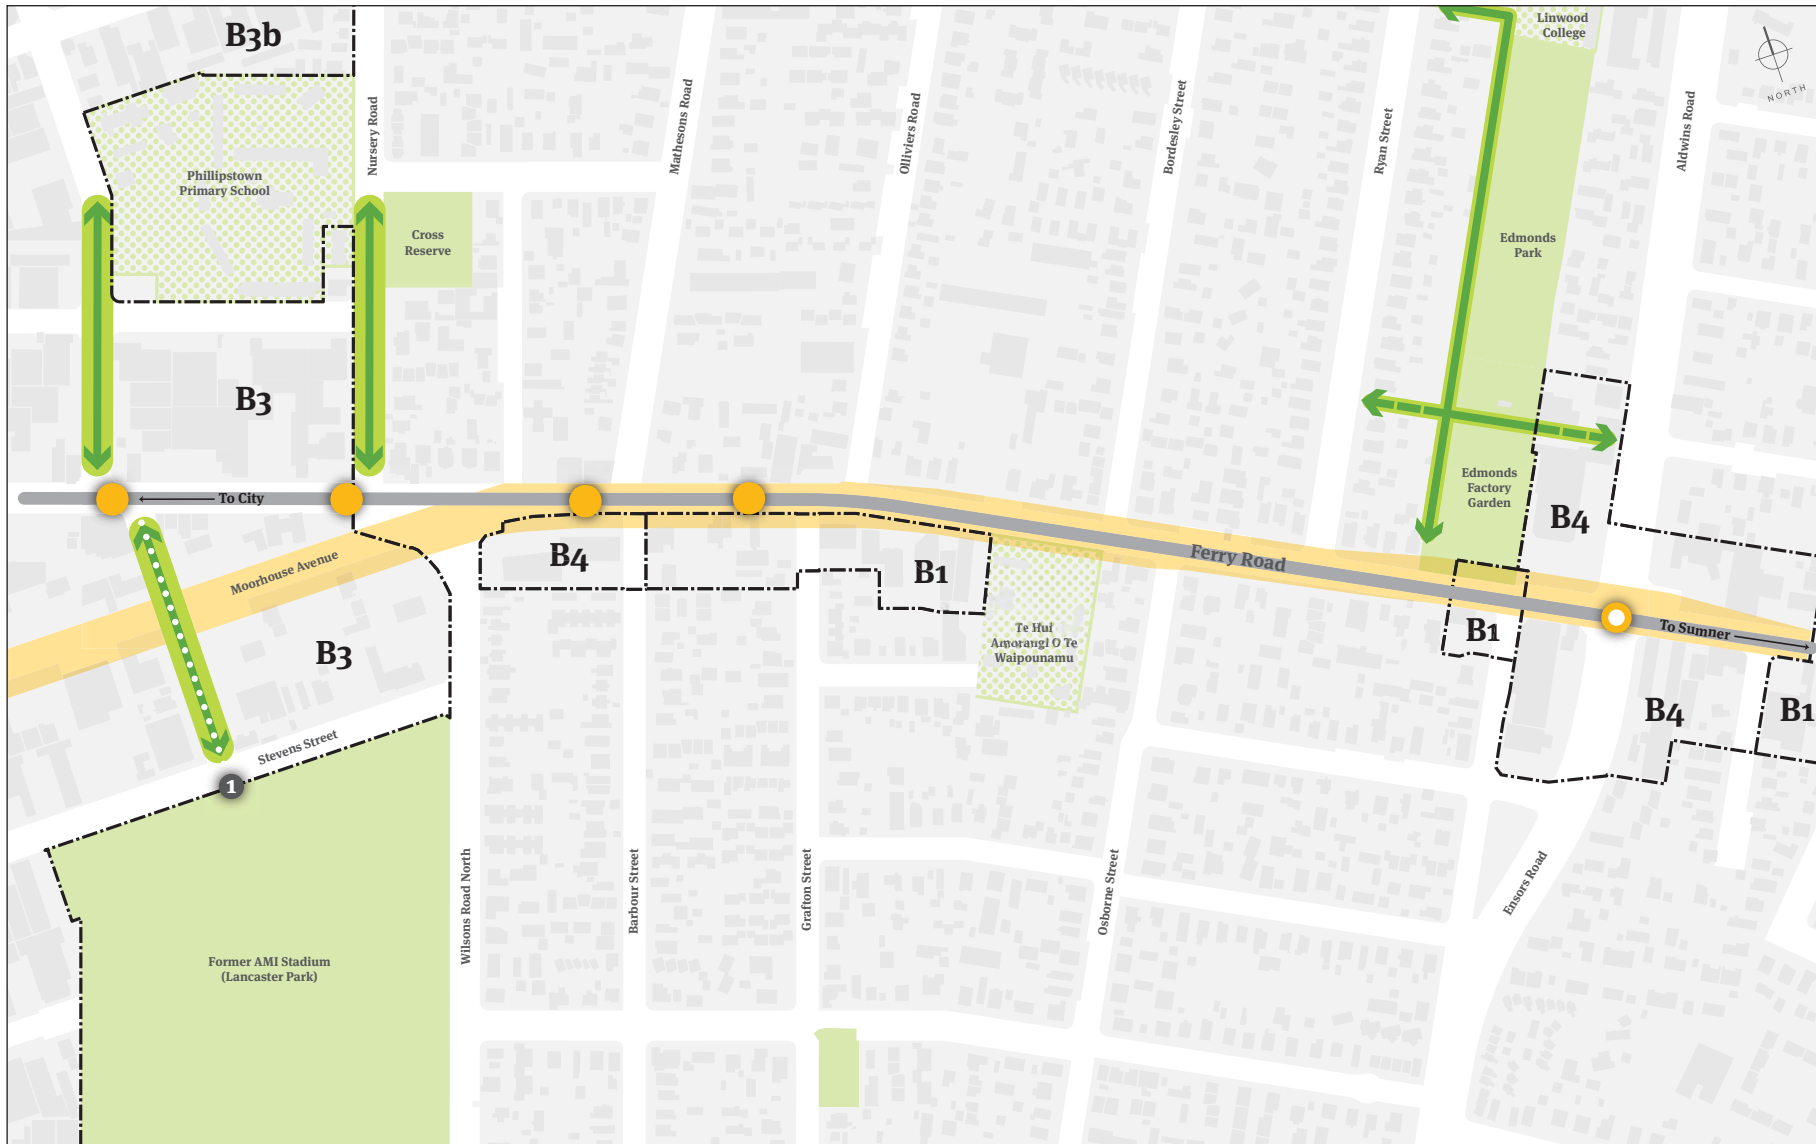 B3b
Linwood
College
NORTH
Nursery Road
Mathesons Road
Olliviers Road
Bordesley Street
Ryan Street
Aldwins Road
Phillipstown
Primary School
Cross
Reserve
Edmonds
Park
B3
Edmonds
Factory
Garden
To City
B4
Moorhouse Avenue
B4
B1
Ferry Road
Te Hui
Amorangi O Te
Waipounamu
B1
To Sumner
B3
B4
B1
Stevens Street
1
Wilsons Road North
Barbour Street
Grafton Street
Osborne Street
Ensors Road
Former AMI Stadium
(Lancaster Park)